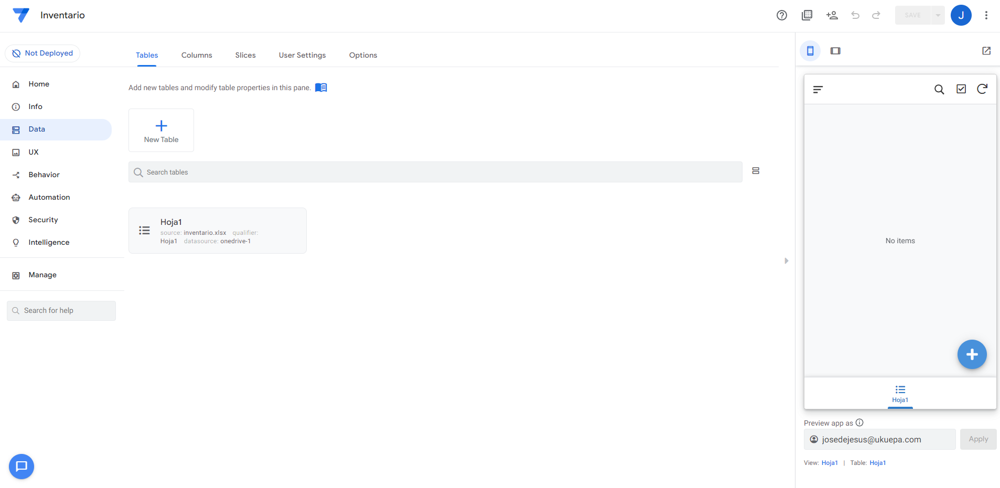 Inventario
SAVE
J
Not Deployed
Tables Columns Slices User Settings Options
Home
Info
Data
UX
Behavior
Automation
Security
Intelligence
Manage
Search for help
Add new tables and modify table properties in this pane.
New Table
Search tables
Hoja1
source: inventario.xlsx qualifier:
Hoja1 datasource: onedrive-1
No items
Hoja1
Preview app as
josedejesus@ukuepa.com
Apply
View: Hoja1 | Table: Hoja1